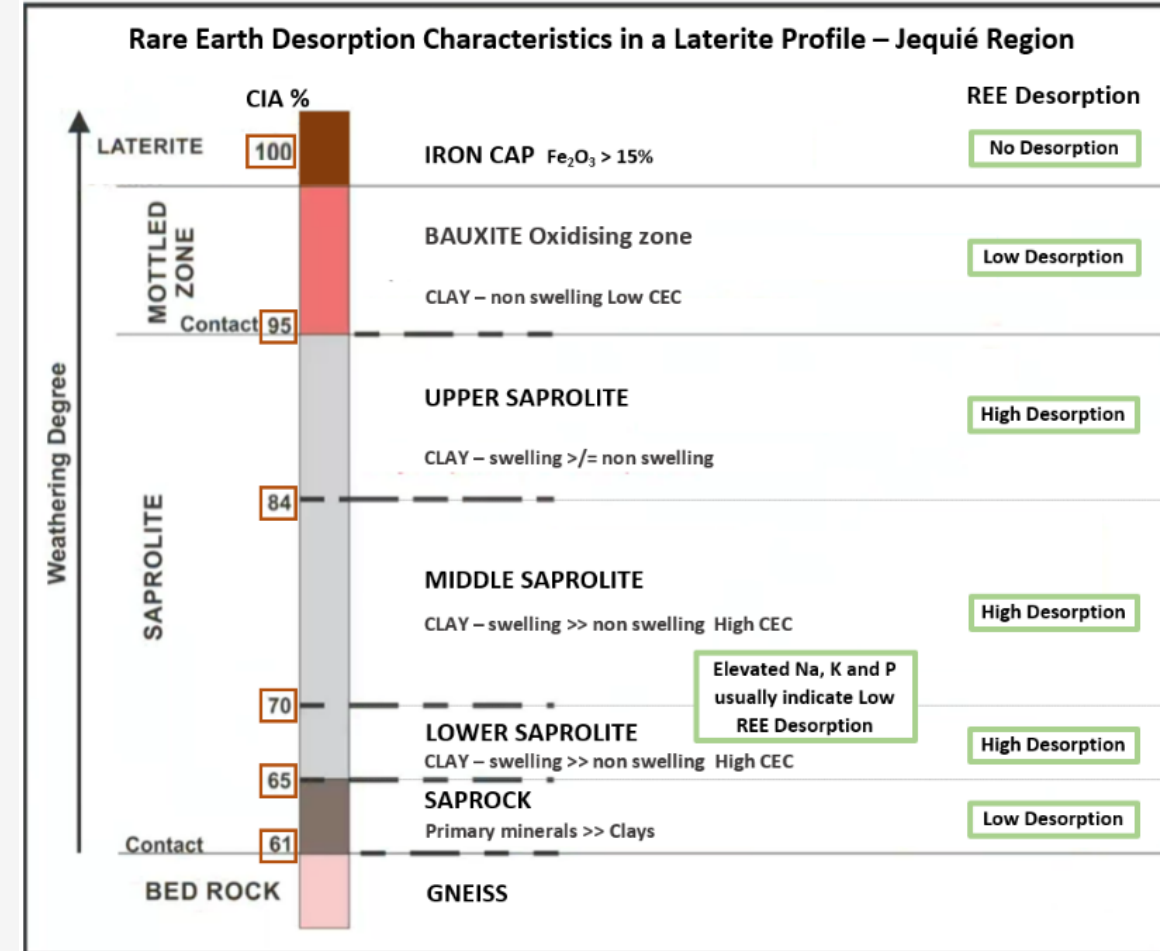 Rare Earth Desorption Characteristics in a Laterite Profile – Jequié Region
CIA %
REE Desorption
LATERITE
100
IRON CAP Fe₂O₃ > 15%
No Desorption
MOTTLED
ZONE
BAUXITE Oxidising zone
Low Desorption
CLAY – non swelling Low CEC
Contact 95
Weathering Degree
SAPROLITE
UPPER SAPROLITE
High Desorption
CLAY – swelling >/= non swelling
84
MIDDLE SAPROLITE
High Desorption
CLAY – swelling >> non swelling High CEC
Elevated Na, K and P
usually indicate Low
REE Desorption
70
LOWER SAPROLITE
High Desorption
CLAY – swelling >> non swelling High CEC
65
SAPROCK
Low Desorption
Primary minerals >> Clays
Contact 61
BED ROCK
GNEISS